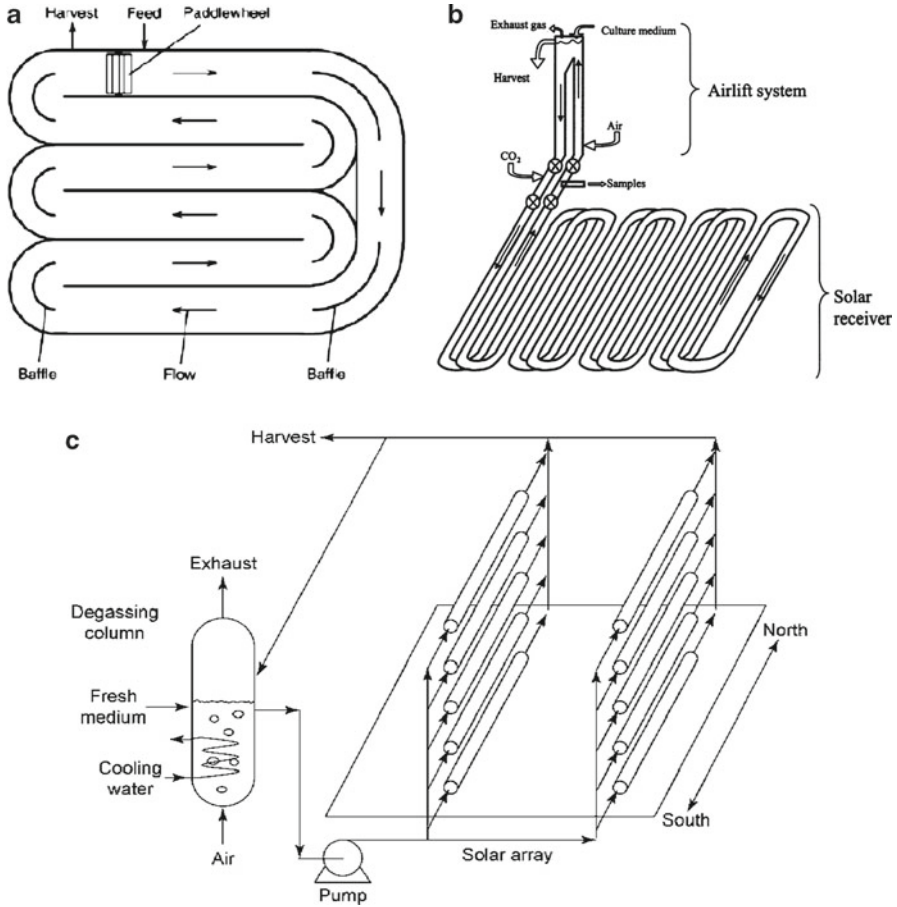 a
Harvest Feed Paddlewheel
Baffle Flow Baffle
b
Exhaust gas Culture medium
Harvest
Airlift system
Air
CO₂
Samples
Solar
receiver
c
Harvest
Exhaust
Degassing
column
Fresh
medium
Cooling
water
Air
Pump
Solar array
North
South